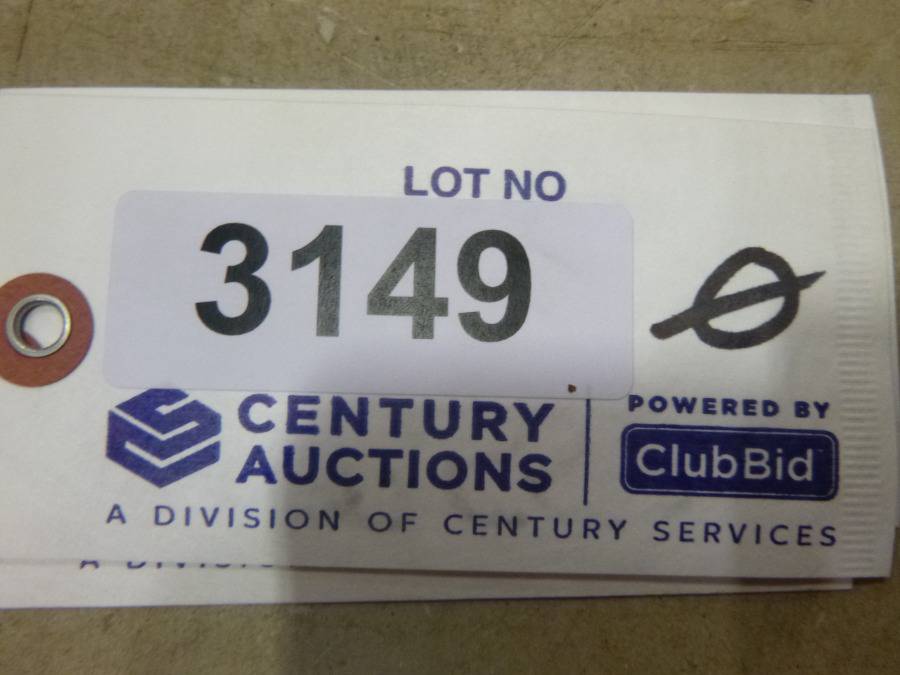 LOT NO
3149 Ø
CENTURY
AUCTIONS
POWERED BY
ClubBid
A DIVISION OF CENTURY SERVICES